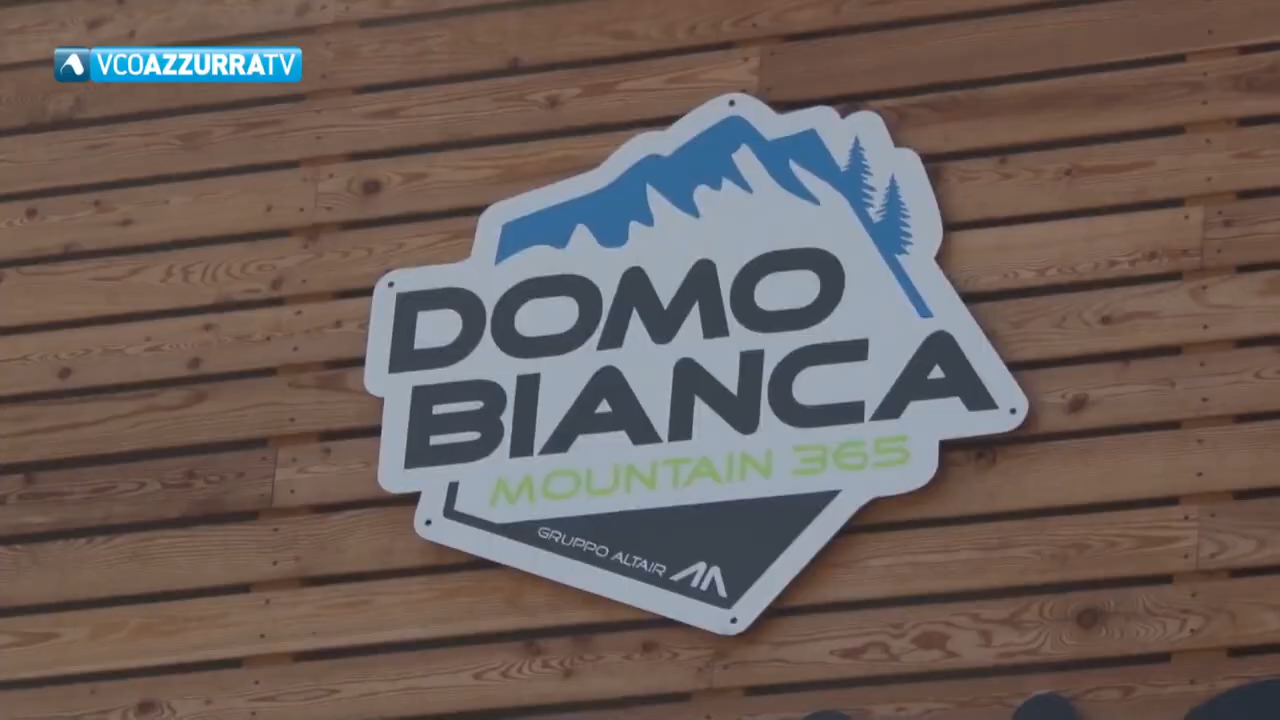 VCOAZZURRATV
DOMO
BIANCA
MOUNTAIN 365
GRUPPO ALTAIR